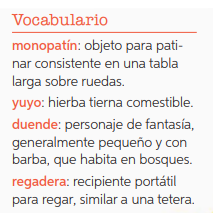 Vocabulario
monopatín: objeto para pati-
nar consistente en una tabla
larga sobre ruedas.
yuyo: hierba tierna comestible.
duende: personaje de fantasía,
generalmente pequeño y con
barba, que habita en bosques.
regadera: recipiente portátil
para regar, similar a una tetera.